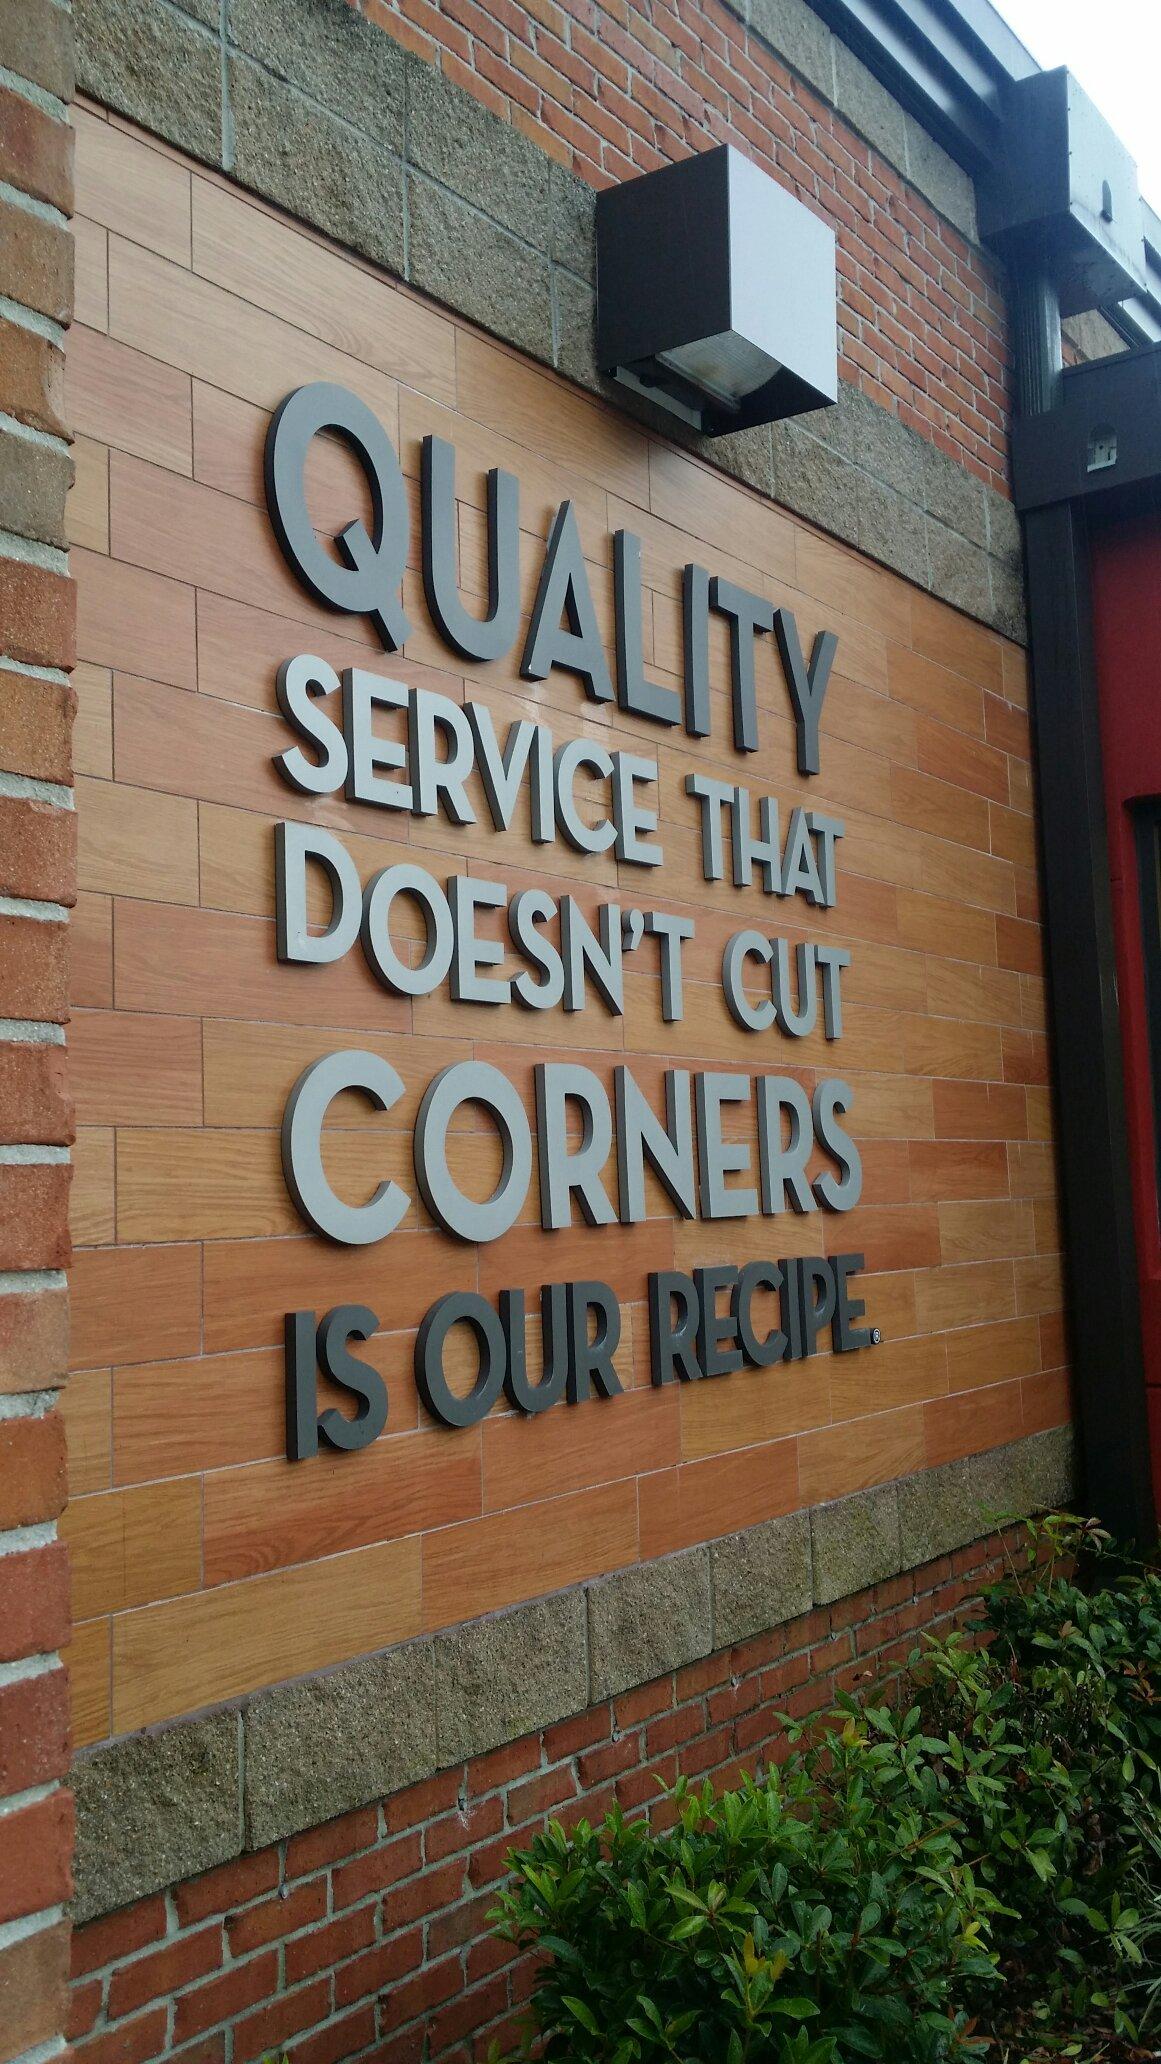 QUALITY
SERVICE THAT
DOESN'T CUT
CORNERS
IS OUR RECIPE.®